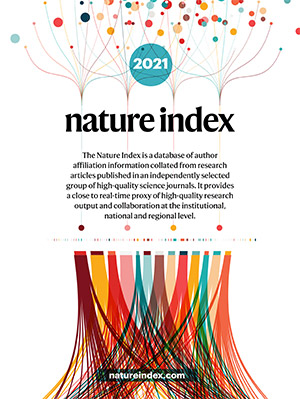 2021
nature index
The Nature Index is a database of author
affiliation information collated from research
articles published in an independently selected
group of high-quality science journals. It provides
a close to real-time proxy of high-quality research
output and collaboration at the institutional,
national and regional level.
natureindex.com